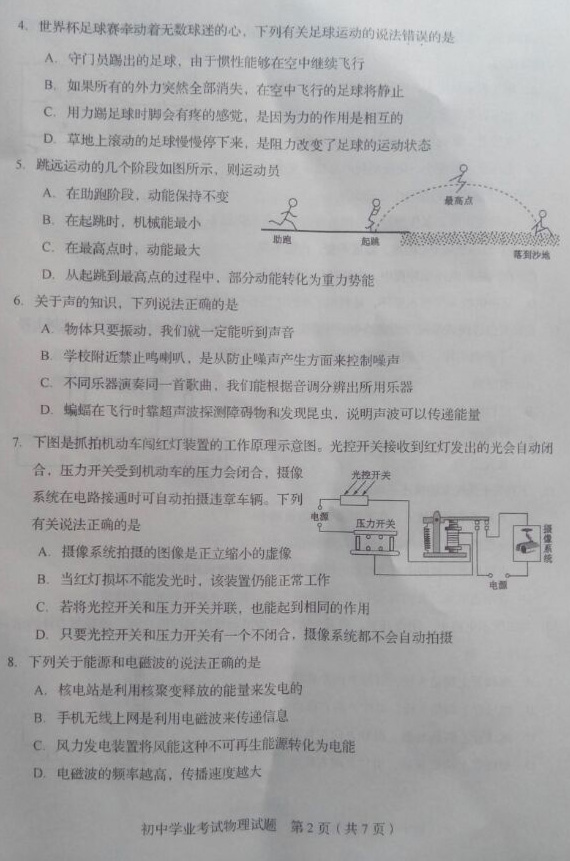 4. 世界杯足球赛牵动着无数球迷的心，下列有关足球运动的说法错误的是
A. 守门员踢出的足球，由于惯性能够在空中继续飞行
B. 如果所有的外力突然全部消失，在空中飞行的足球将静止
C. 用力踢足球时脚会有疼的感觉，是因为力的作用是相互的
D. 草地上滚动的足球慢慢停下来，是阻力改变了足球的运动状态
5. 跳远运动的几个阶段如图所示，则运动员
A. 在助跑阶段，动能保持不变
B. 在起跳时，机械能最小
C. 在最高点时，动能最大
D. 从起跳到最高点的过程中，部分动能转化为重力势能
最高点
助跑
起跳
落到沙地
6. 关于声的知识，下列说法正确的是
A. 物体只要振动，我们就一定能听到声音
B. 学校附近禁止鸣喇叭，是从防止噪声产生方面来控制噪声
C. 不同乐器演奏同一首歌曲，我们能根据音调分辨出所用乐器
D. 蝙蝠在飞行时靠超声波探测障碍物和发现昆虫，说明声波可以传递能量
7. 下图是抓拍机动车闯红灯装置的工作原理示意图。光控开关接收到红灯发出的光会自动闭
合，压力开关受到机动车的压力会闭合，摄像
系统在电路接通时可自动拍摄违章车辆。下列
有关说法正确的是
A. 摄像系统拍摄的图像是正立缩小的虚像
B. 当红灯损坏不能发光时，该装置仍能正常工作
C. 若将光控开关和压力开关并联，也能起到相同的作用
D. 只要光控开关和压力开关有一个不闭合，摄像系统都不会自动拍摄
光控开关
电源
压力开关
摄像系统
电源
8. 下列关于能源和电磁波的说法正确的是
A. 核电站是利用核聚变释放的能量来发电的
B. 手机无线上网是利用电磁波来传递信息
C. 风力发电装置将风能这种不可再生能源转化为电能
D. 电磁波的频率越高，传播速度越大
初中学业考试物理试题 第2页（共7页）